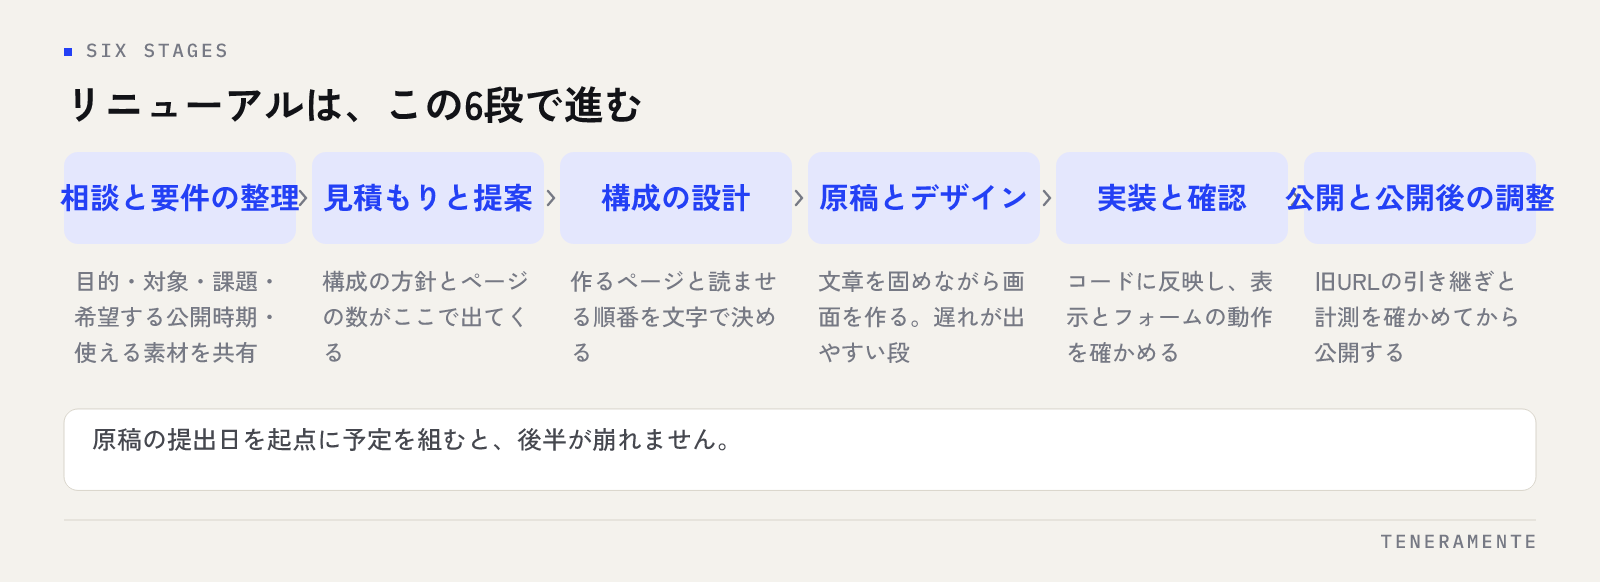 SIX STAGES
リニューアルは、この6段で進む
相談と要件の整理
見積もりと提案
構成の設計
原稿とデザイン
実装と確認
公開と公開後の調整
目的・対象・課題・
希望する公開時期・
使える素材を共有
構成の方針とページ
の数がここで出てく
る
作るページと読ませ
る順番を文字で決め
る
文章を固めながら画
面を作る。遅れが出
やすい段
コードに反映し、表
示とフォームの動作
を確かめる
旧URLの引き継ぎと
計測を確かめてから
公開する
原稿の提出日を起点に予定を組むと、後半が崩れません。
TENERAMENTE